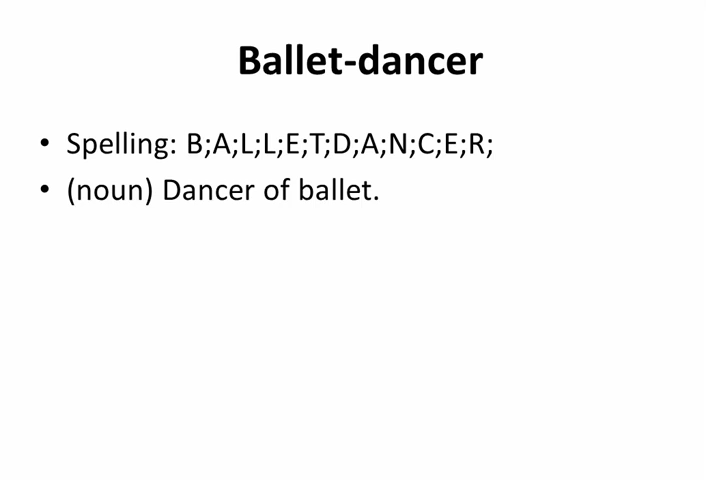 Ballet-dancer
• Spelling: B;A;L;L;E;T;D;A;N;C;E;R;
• (noun) Dancer of ballet.